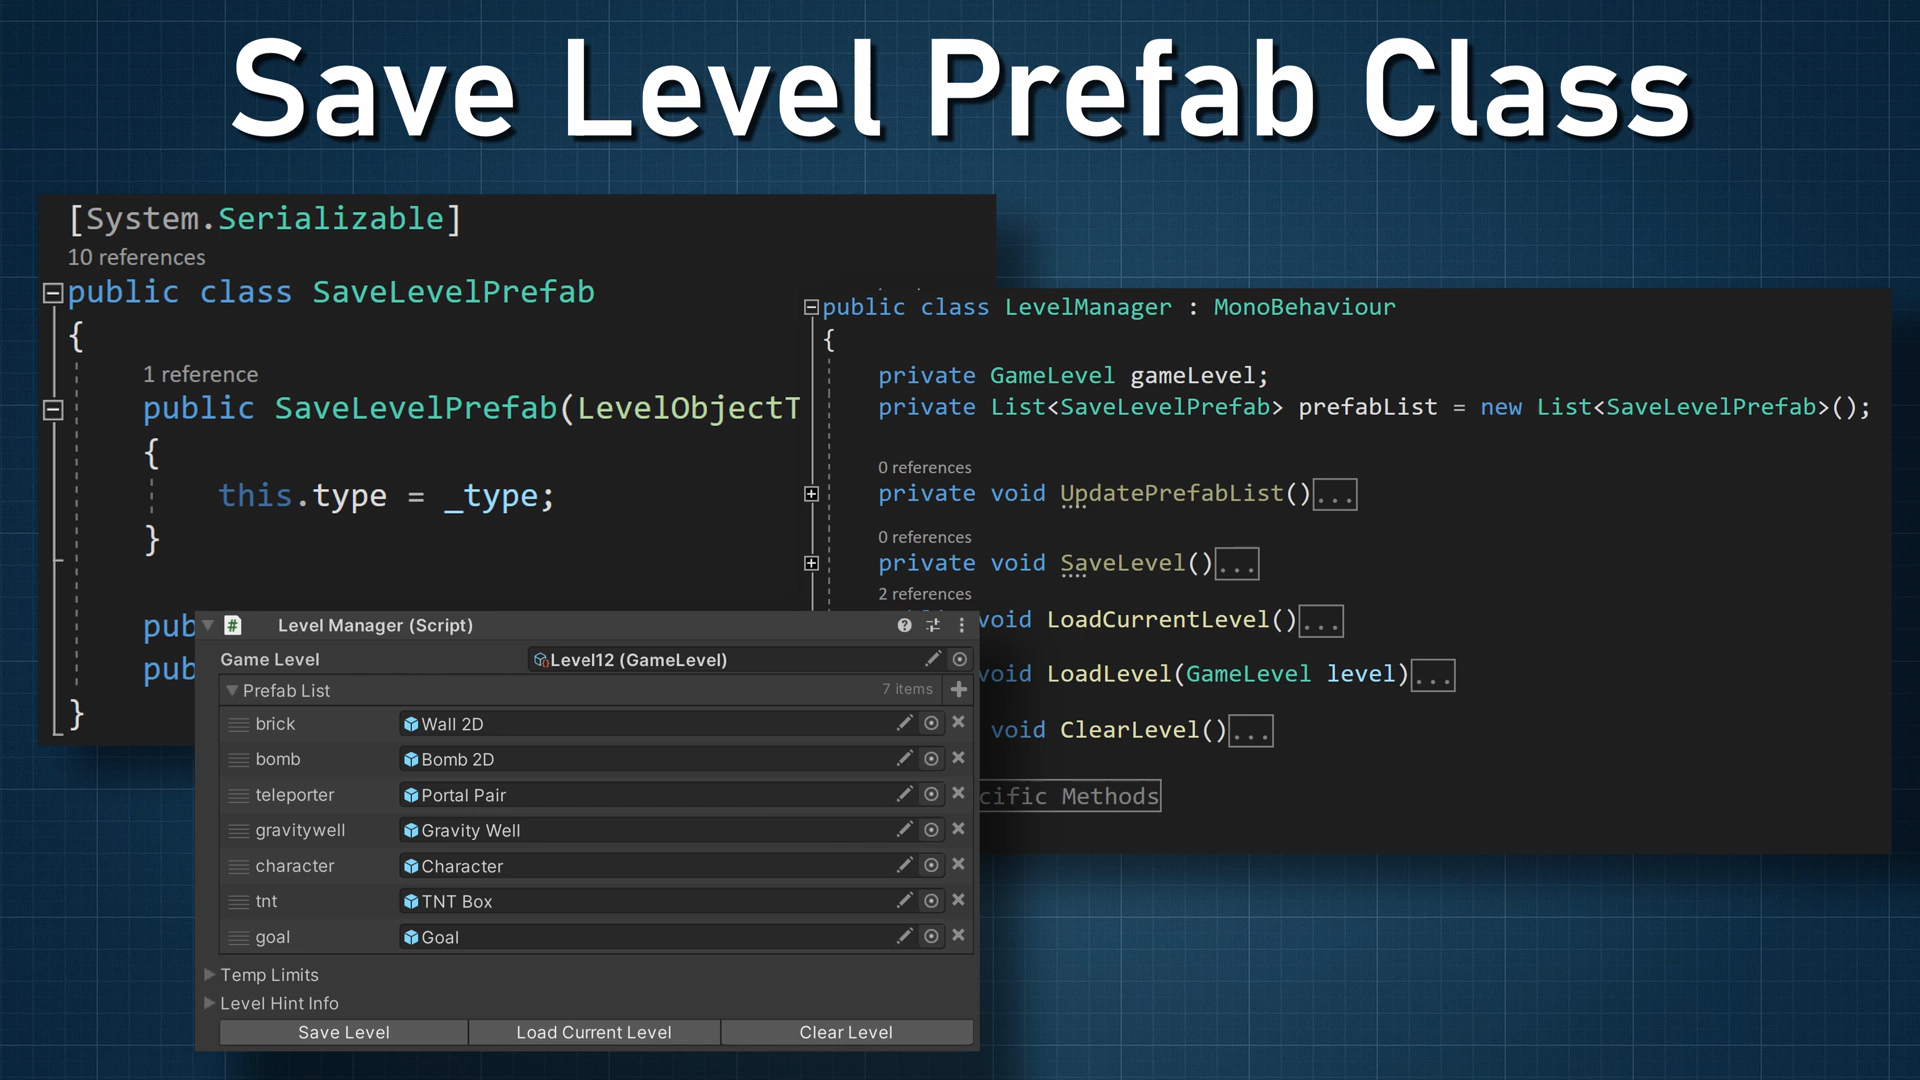 Save Level Prefab Class
[System.Serializable]
10 references
public class SaveLevelPrefab
{
1 reference
public SaveLevelPrefab(LevelObjectT
{
this.type = _type;
}
pub
pub
}
public class LevelManager : MonoBehaviour
{
private GameLevel gameLevel;
private List<SaveLevelPrefab> prefabList = new List<SaveLevelPrefab>();
0 references
private void UpdatePrefabList()...
0 references
private void SaveLevel()...
2 references
void LoadCurrentLevel()...
void LoadLevel(GameLevel level)...
void ClearLevel()...
cific Methods
Level Manager (Script)
Game Level Level12 (GameLevel)
Prefab List 7 items
brick Wall 2D
bomb Bomb 2D
teleporter Portal Pair
gravitywell Gravity Well
character Character
tnt TNT Box
goal Goal
Temp Limits
Level Hint Info
Save Level Load Current Level Clear Level